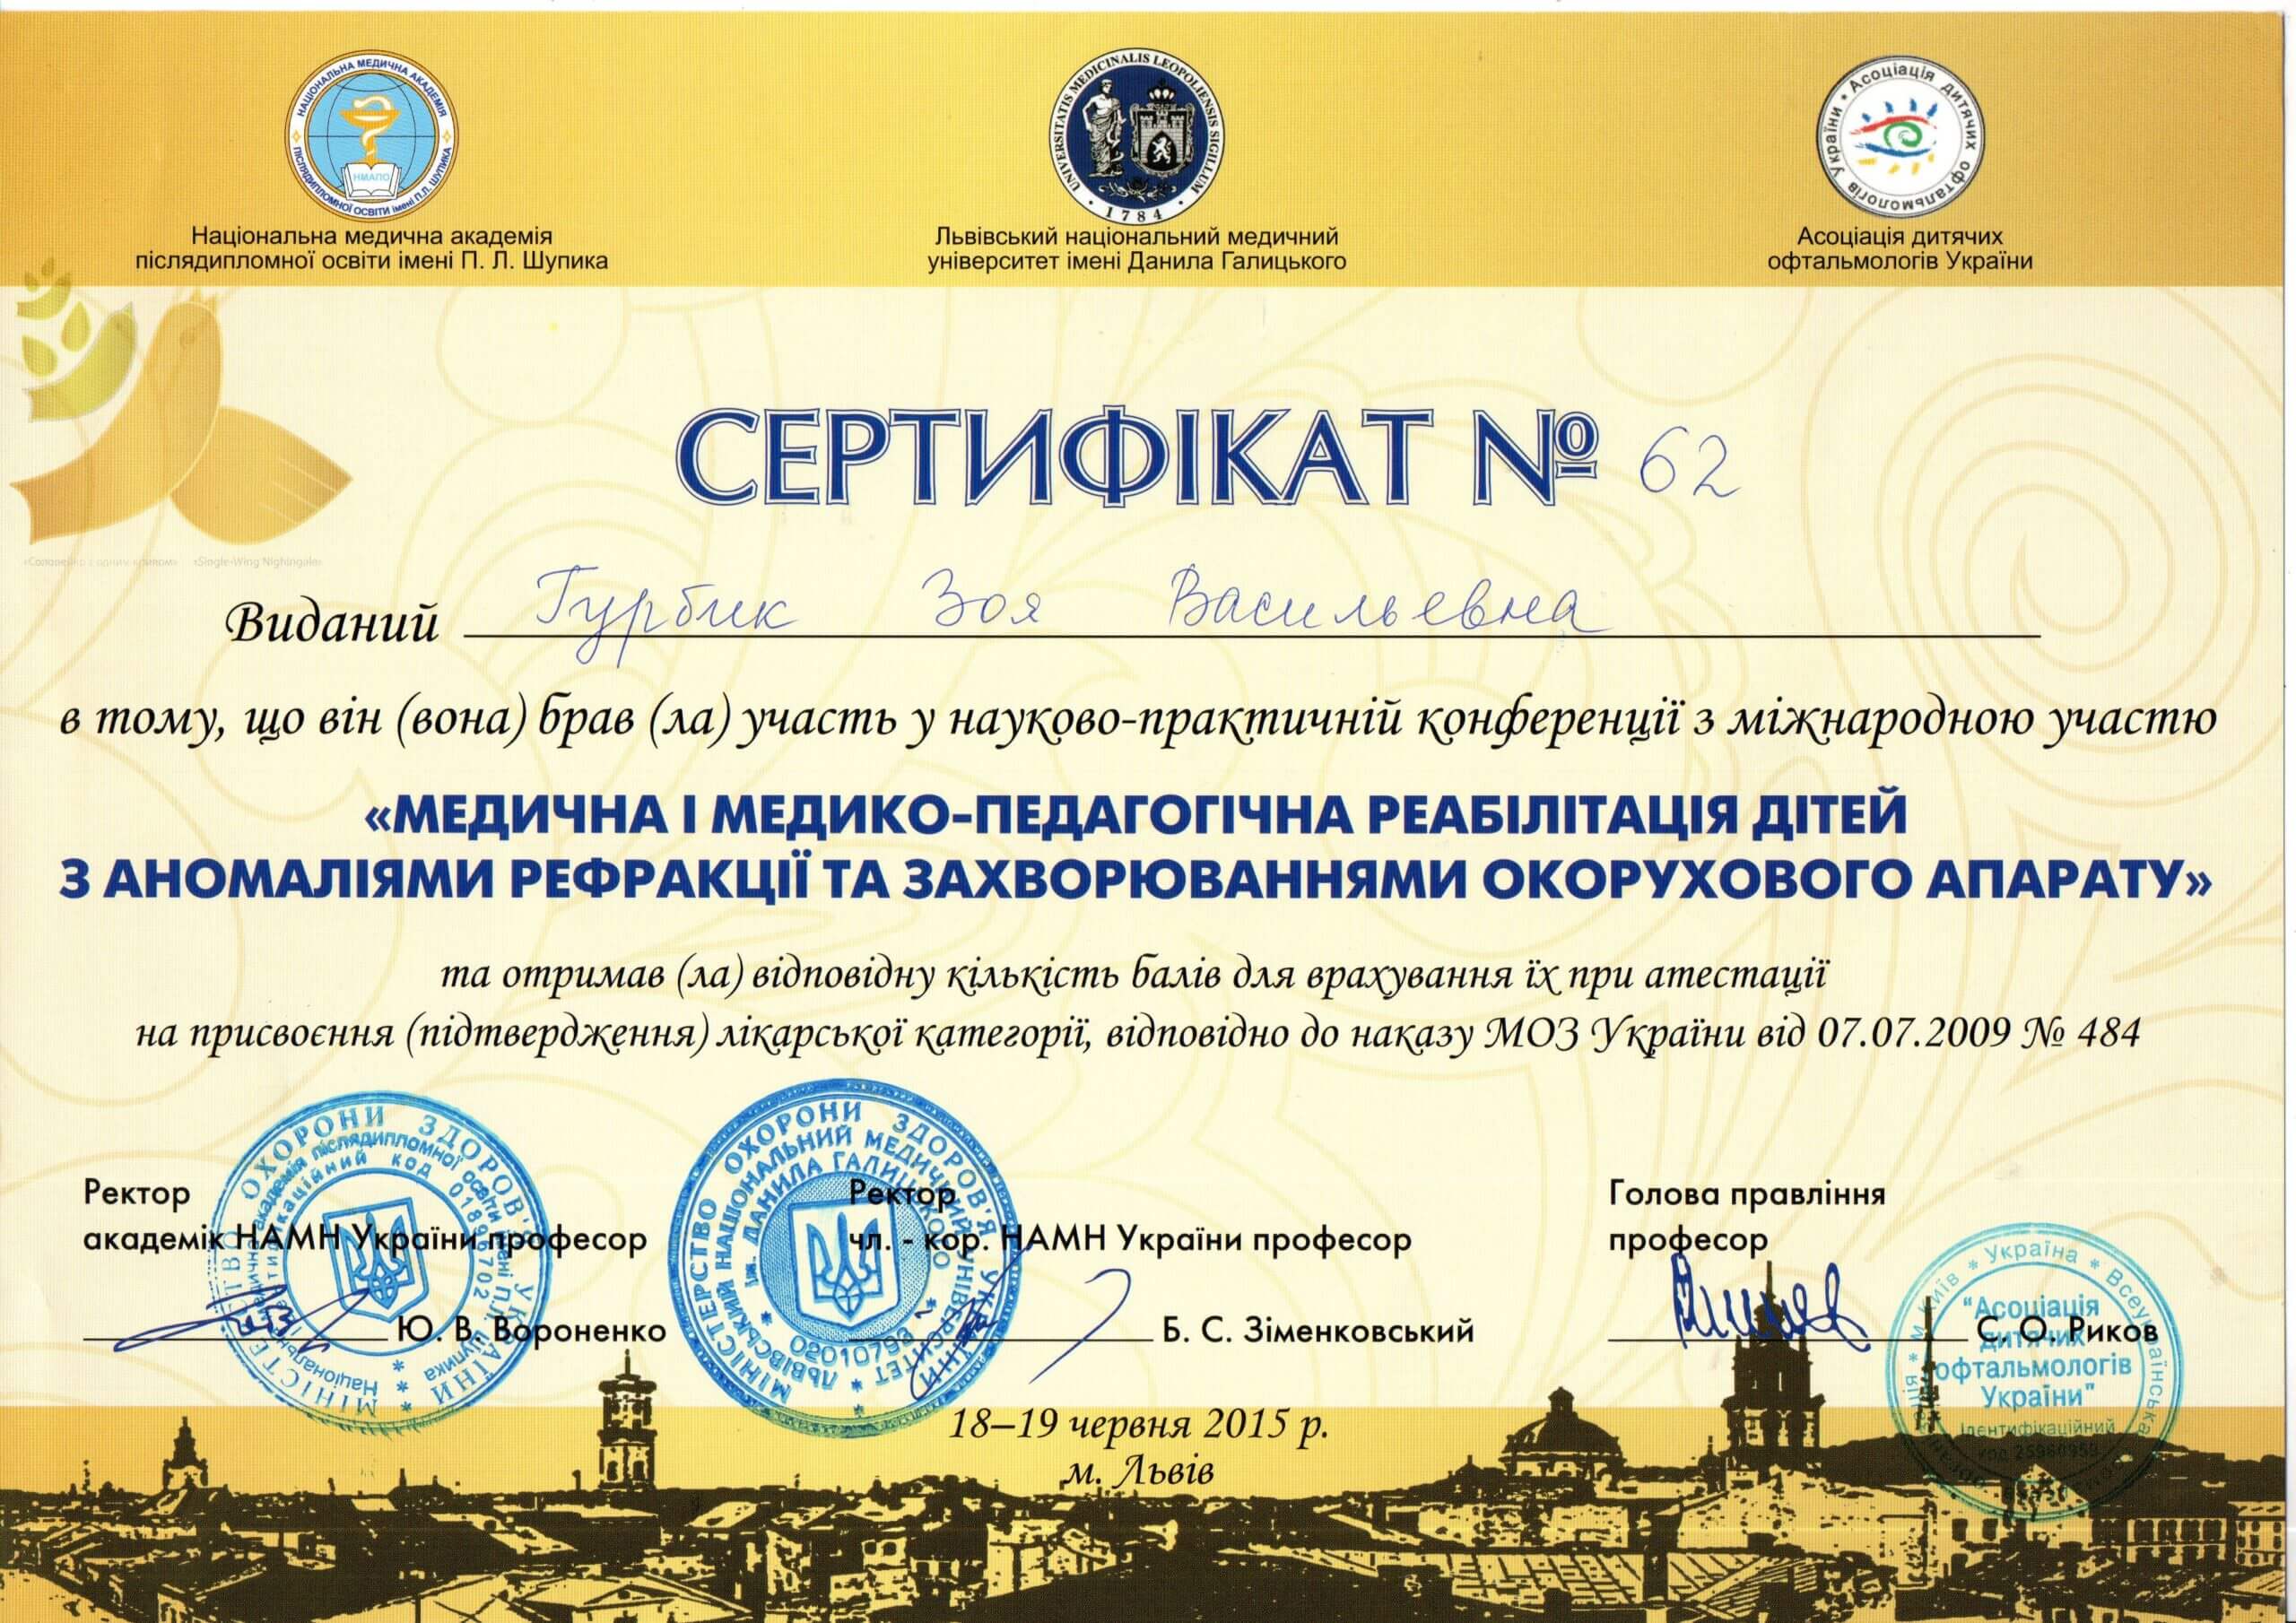 НАЦІОНАЛЬНА МЕДИЧНА АКАДЕМІЯ
ПІСЛЯДИПЛОМНОЇ ОСВІТИ імені П.Л. ШУПИКА
НМАПО
Національна медична академія
післядипломної освіти імені П. Л. Шупика
UNIVERSITATIS MEDICINALIS LEOPOLIENSIS SIGILLUM
1784
Львівський національний медичний
університет імені Данила Галицького
Асоціація дитячих офтальмологів України
Асоціація дитячих
офтальмологів України
СЕРТИФІКАТ № 62
«Single-Wing Nightingale»
Виданий Гурбик Зоя Васильевна
в тому, що він (вона) брав (ла) участь у науково-практичній конференції з міжнародною участю
«МЕДИЧНА І МЕДИКО-ПЕДАГОГІЧНА РЕАБІЛІТАЦІЯ ДІТЕЙ
З АНОМАЛІЯМИ РЕФРАКЦІЇ ТА ЗАХВОРЮВАННЯМИ ОКОРУХОВОГО АПАРАТУ»
та отримав (ла) відповідну кількість балів для врахування їх при атестації
на присвоєння (підтвердження) лікарської категорії, відповідно до наказу МОЗ України від 07.07.2009 № 484
Ректор
академік НАМН України професор
Ю. В. Вороненко
МІНІСТЕРСТВО ОХОРОНИ ЗДОРОВ'Я УКРАЇНИ
Національна медична академія післядипломної освіти імені П.Л. Шупика
ідентифікаційний код 01896702
Ректор
чл. - кор. НАМН України професор
Б. С. Зіменковський
МІНІСТЕРСТВО ОХОРОНИ ЗДОРОВ'Я УКРАЇНИ
ЛЬВІВСЬКИЙ НАЦІОНАЛЬНИЙ МЕДИЧНИЙ УНІВЕРСИТЕТ
ім. ДАНИЛА ГАЛИЦЬКОГО
02010793
Голова правління
професор
С. О. Риков
Україна * м. Київ
"Асоціація
дитячих
офтальмологів
України"
Ідентифікаційний
18–19 червня 2015 р.
м. Львів